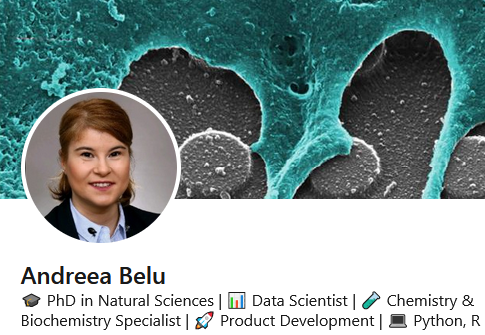 Andreea Belu
🎓 PhD in Natural Sciences | 📊 Data Scientist | 🧪 Chemistry &
Biochemistry Specialist | 🚀 Product Development | 💻 Python, R